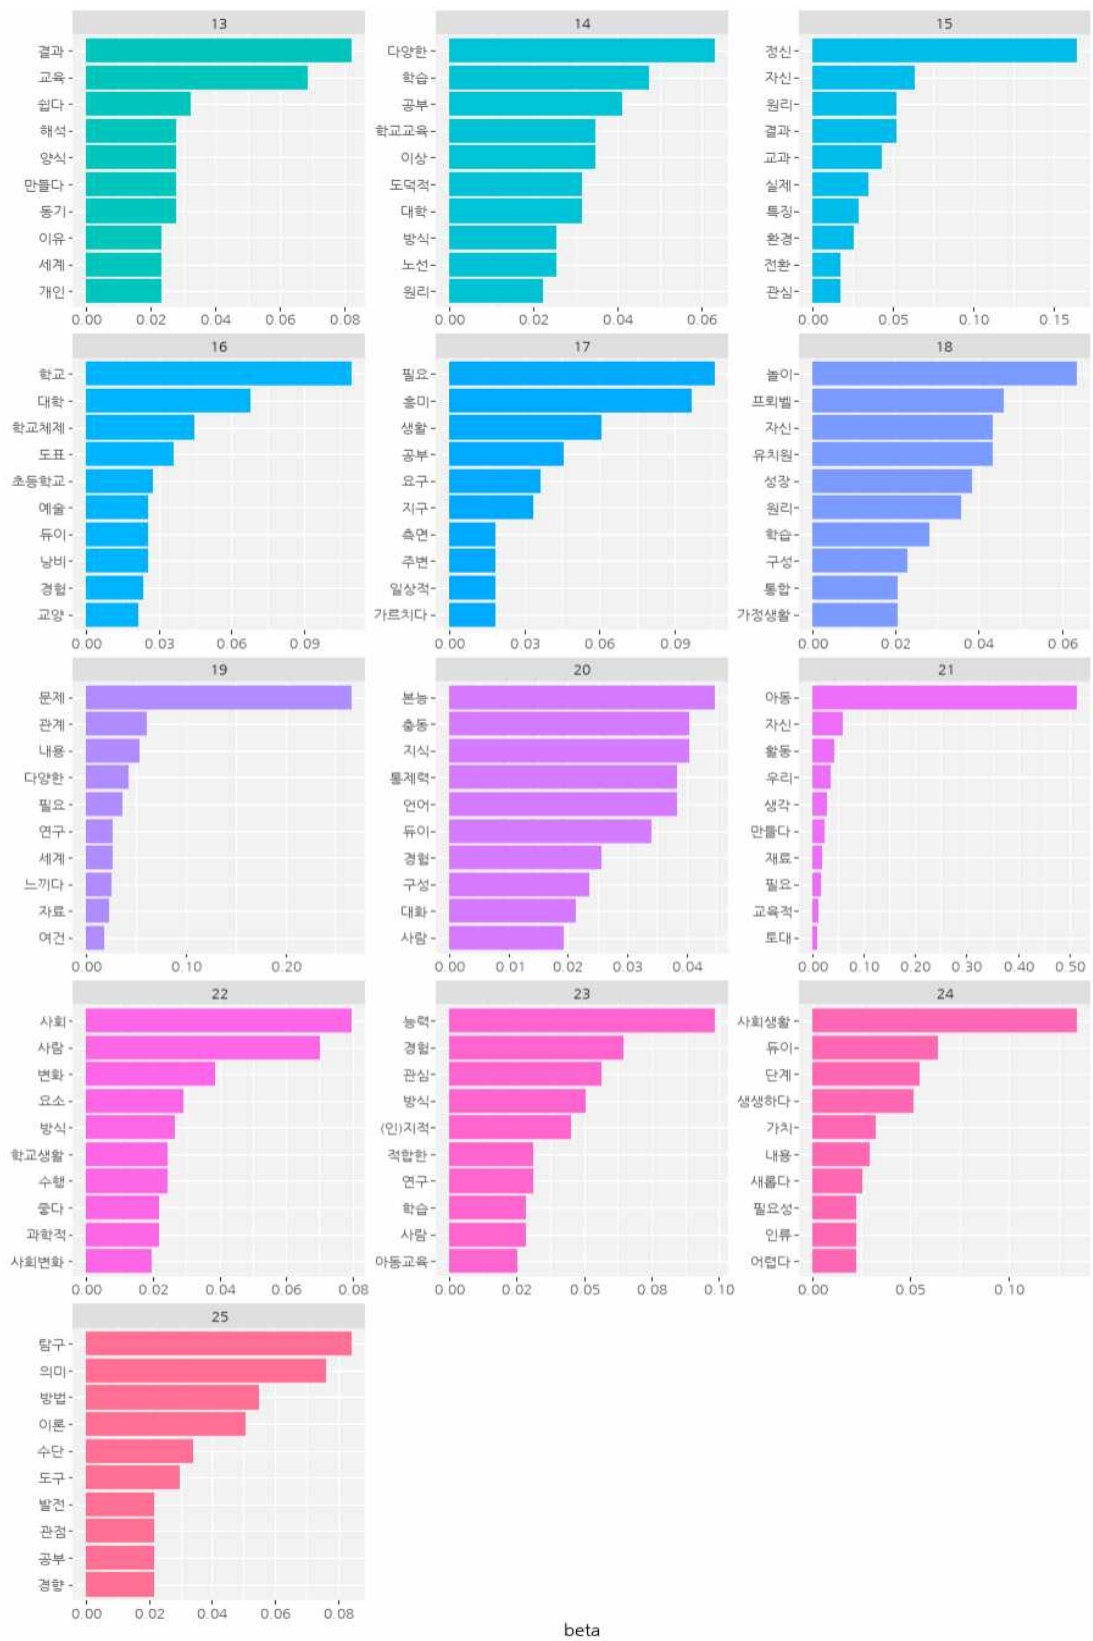 13
결과
교육
쉽다
해석
양식
만들다
동기
이유
세계
개인
0.00 0.02 0.04 0.06 0.08
14
다양한
학습
공부
학교교육
이상
도덕적
대학
방식
노선
원리
0.00 0.02 0.04 0.06
15
정신
자신
원리
결과
교과
실제
특징
환경
전환
관심
0.00 0.05 0.10 0.15
16
학교
대학
학교체제
도표
초등학교
예술
듀이
낭비
경험
교양
0.00 0.03 0.06 0.09
17
필요
흥미
생활
공부
요구
지구
측면
주변
일상적
가르치다
0.00 0.03 0.06 0.09
18
놀이
프뢰벨
자신
유치원
성장
원리
학습
구성
통합
가정생활
0.00 0.02 0.04 0.06
19
문제
관계
내용
다양한
필요
연구
세계
느끼다
자료
여건
0.00 0.10 0.20
20
본능
충동
지식
통제력
언어
듀이
경험
구성
대화
사람
0.00 0.01 0.02 0.03 0.04
21
아동
자신
활동
우리
생각
만들다
재료
필요
교육적
토대
0.00 0.10 0.20 0.30 0.40 0.50
22
사회
사람
변화
요소
방식
학교생활
수행
좋다
과학적
사회변화
0.00 0.02 0.04 0.06 0.08
23
능력
경험
관심
방식
(인)지적
적합한
연구
학습
사람
아동교육
0.00 0.02 0.05 0.08 0.10
24
사회생활
듀이
단계
생생하다
가치
내용
새롭다
필요성
인류
어렵다
0.00 0.05 0.10
25
탐구
의미
방법
이론
수단
도구
발전
관점
공부
경향
0.00 0.02 0.04 0.06 0.08
beta